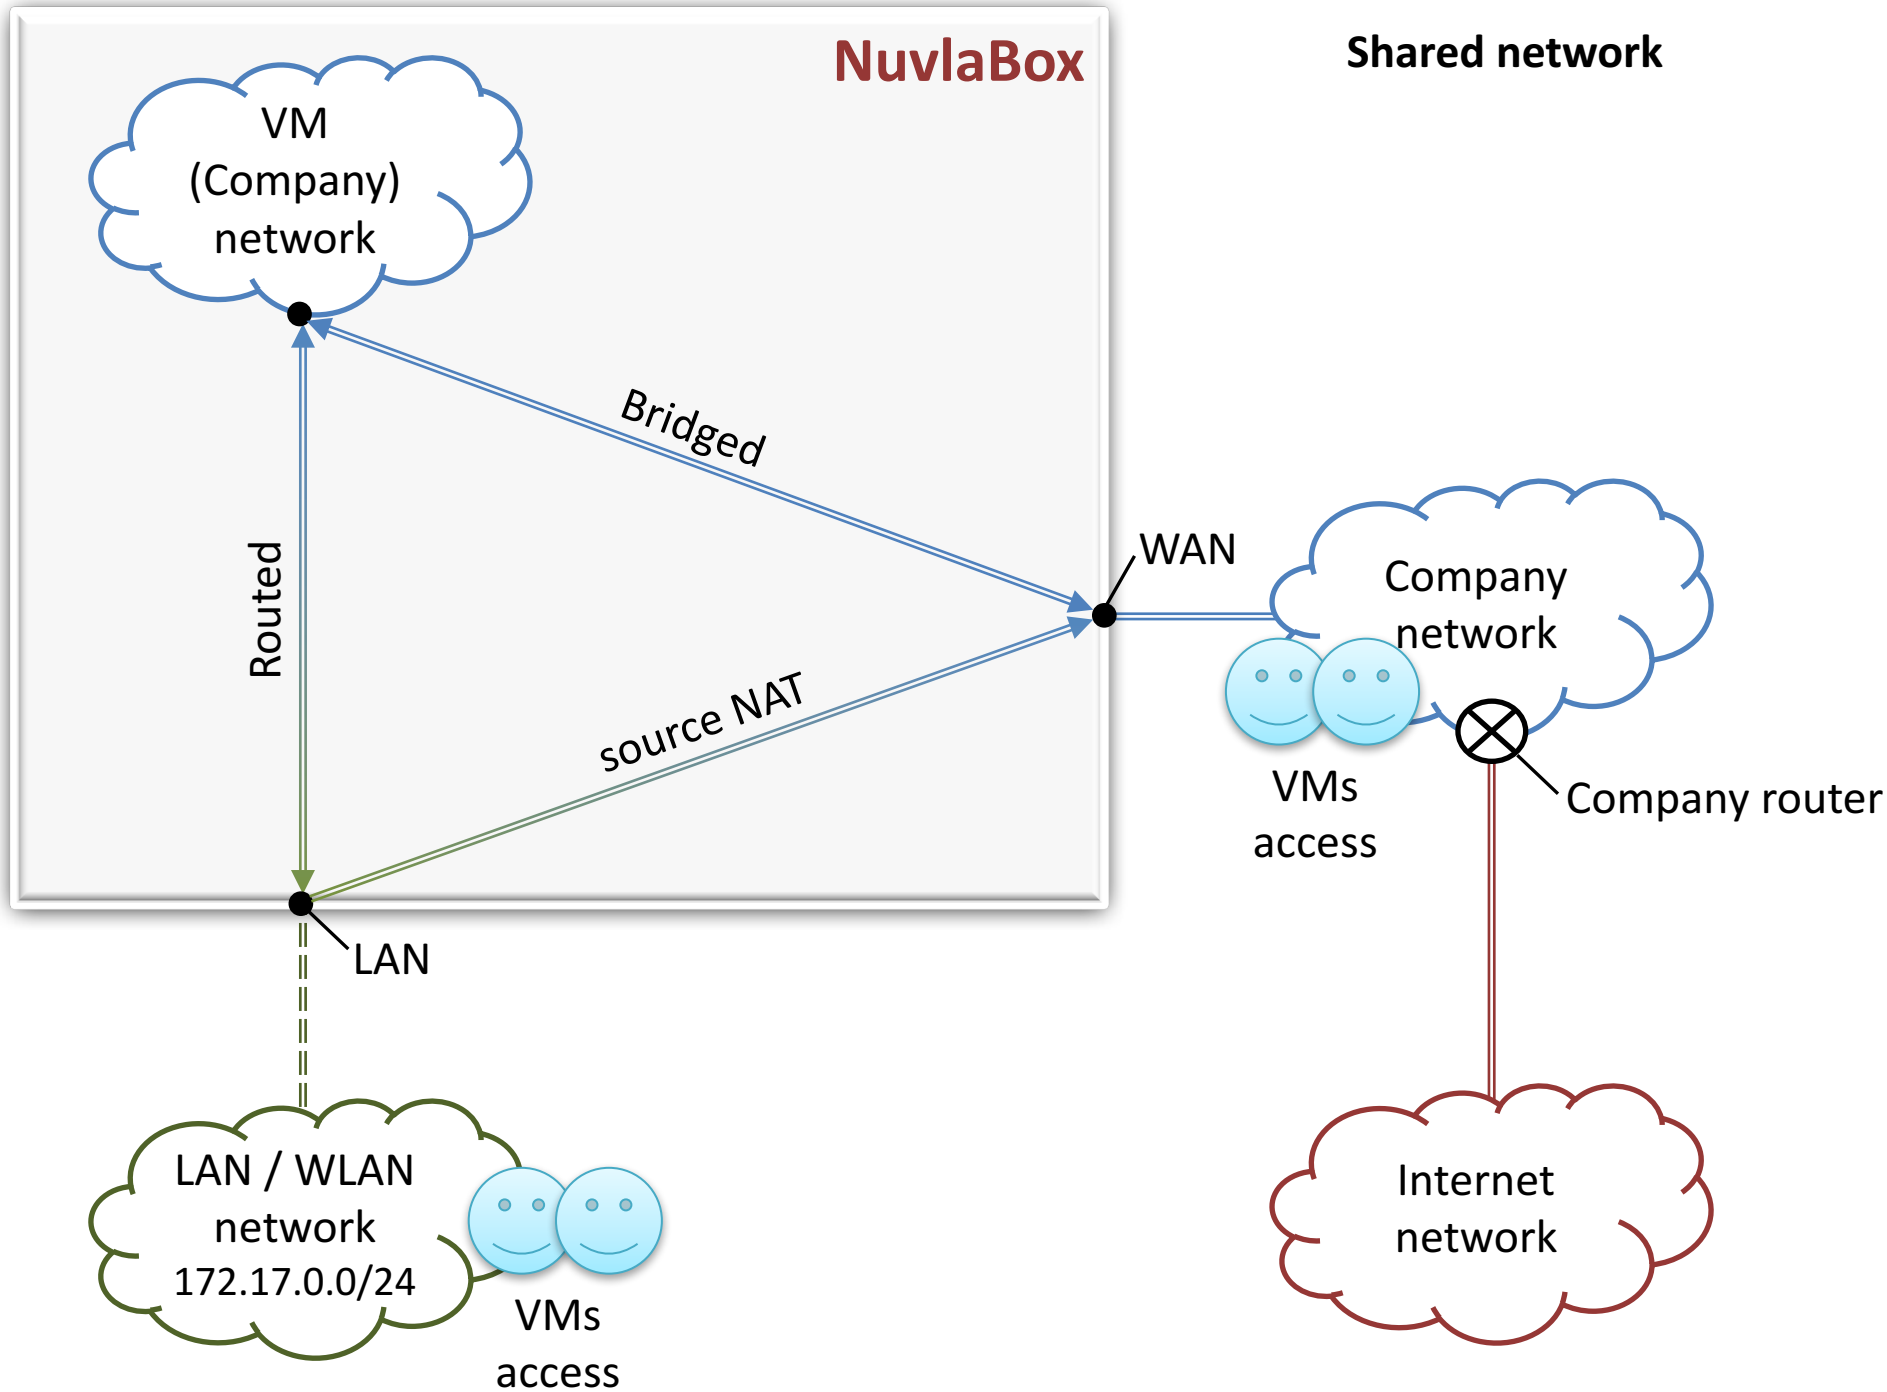 NuvlaBox
Shared network
VM
(Company)
network
Bridged
Routed
source NAT
WAN
Company
network
VMs
access
Company router
LAN
LAN / WLAN
network
172.17.0.0/24
VMs
access
Internet
network